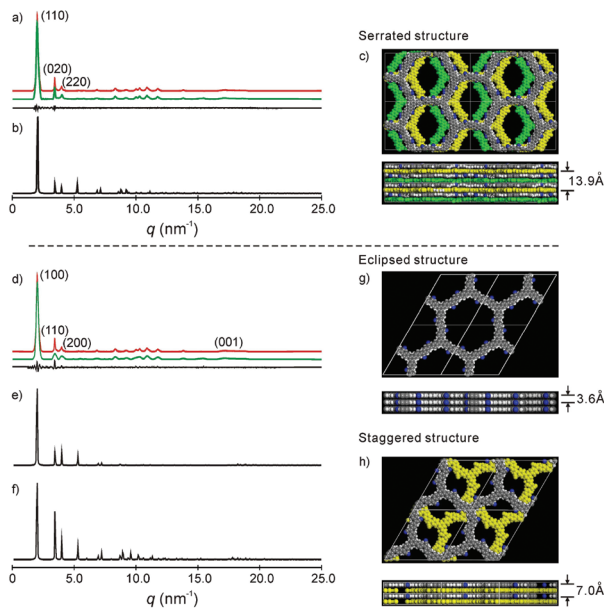 a)
(110)
(020)
(220)
b)
0 5.0 10.0 15.0 20.0 25.0
q (nm⁻¹)
Serrated structure
c)
13.9Å
d)
(100)
(110)
(200)
(001)
e)
f)
0 5.0 10.0 15.0 20.0 25.0
q (nm⁻¹)
Eclipsed structure
g)
3.6Å
Staggered structure
h)
7.0Å